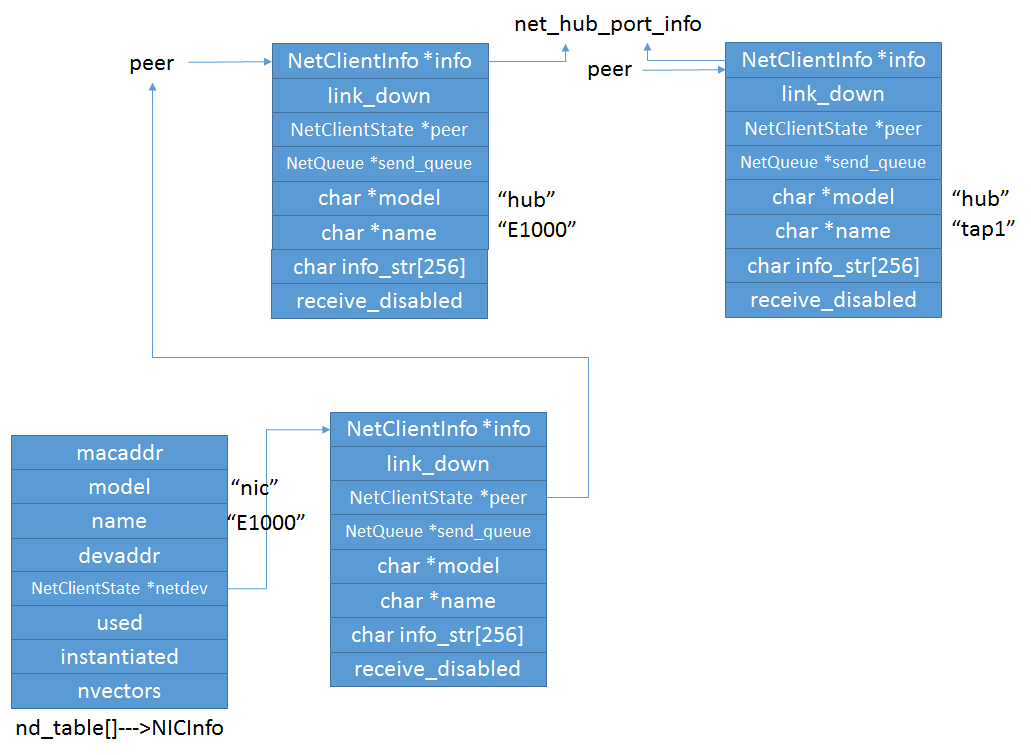 net_hub_port_info
peer
NetClientInfo *info
link_down
NetClientState *peer
NetQueue *send_queue
char *model
“hub”
char *name
“E1000”
char info_str[256]
receive_disabled
peer
NetClientInfo *info
link_down
NetClientState *peer
NetQueue *send_queue
char *model
“hub”
char *name
“tap1”
char info_str[256]
receive_disabled
macaddr
model
“nic”
name
“E1000”
devaddr
NetClientState *netdev
used
instantiated
nvectors
nd_table[]--->NICInfo
NetClientInfo *info
link_down
NetClientState *peer
NetQueue *send_queue
char *model
char *name
char info_str[256]
receive_disabled